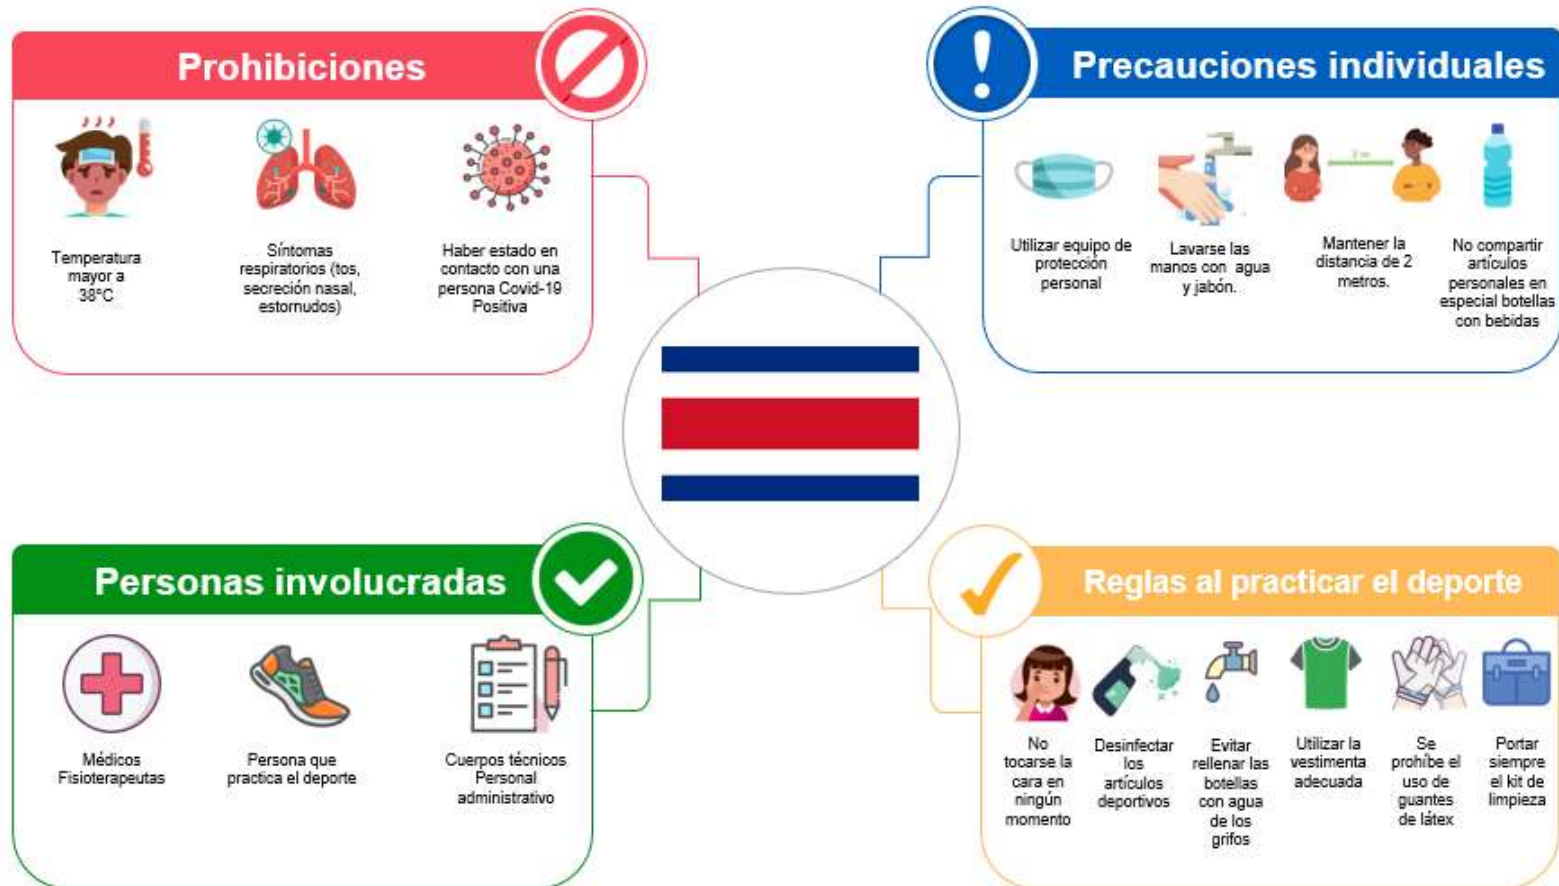 Prohibiciones
Temperatura
mayor a
38°C
Síntomas
respiratorios (tos,
secreción nasal,
estornudos)
Haber estado en
contacto con una
persona Covid-19
Positiva
Precauciones individuales
Utilizar equipo de
protección
personal
Lavarse las
manos con agua
y jabón.
2 m
Mantener la
distancia de 2
metros.
No compartir
artículos
personales en
especial botellas
con bebidas
Personas involucradas
Médicos
Fisioterapeutas
Persona que
practica el deporte
Cuerpos técnicos
Personal
administrativo
Reglas al practicar el deporte
No
tocarse la
cara en
ningún
momento
Desinfectar
los
artículos
deportivos
Evitar
rellenar las
botellas
con agua
de los
grifos
Utilizar la
vestimenta
adecuada
Se
prohíbe el
uso de
guantes
de látex
Portar
siempre
el kit de
limpieza